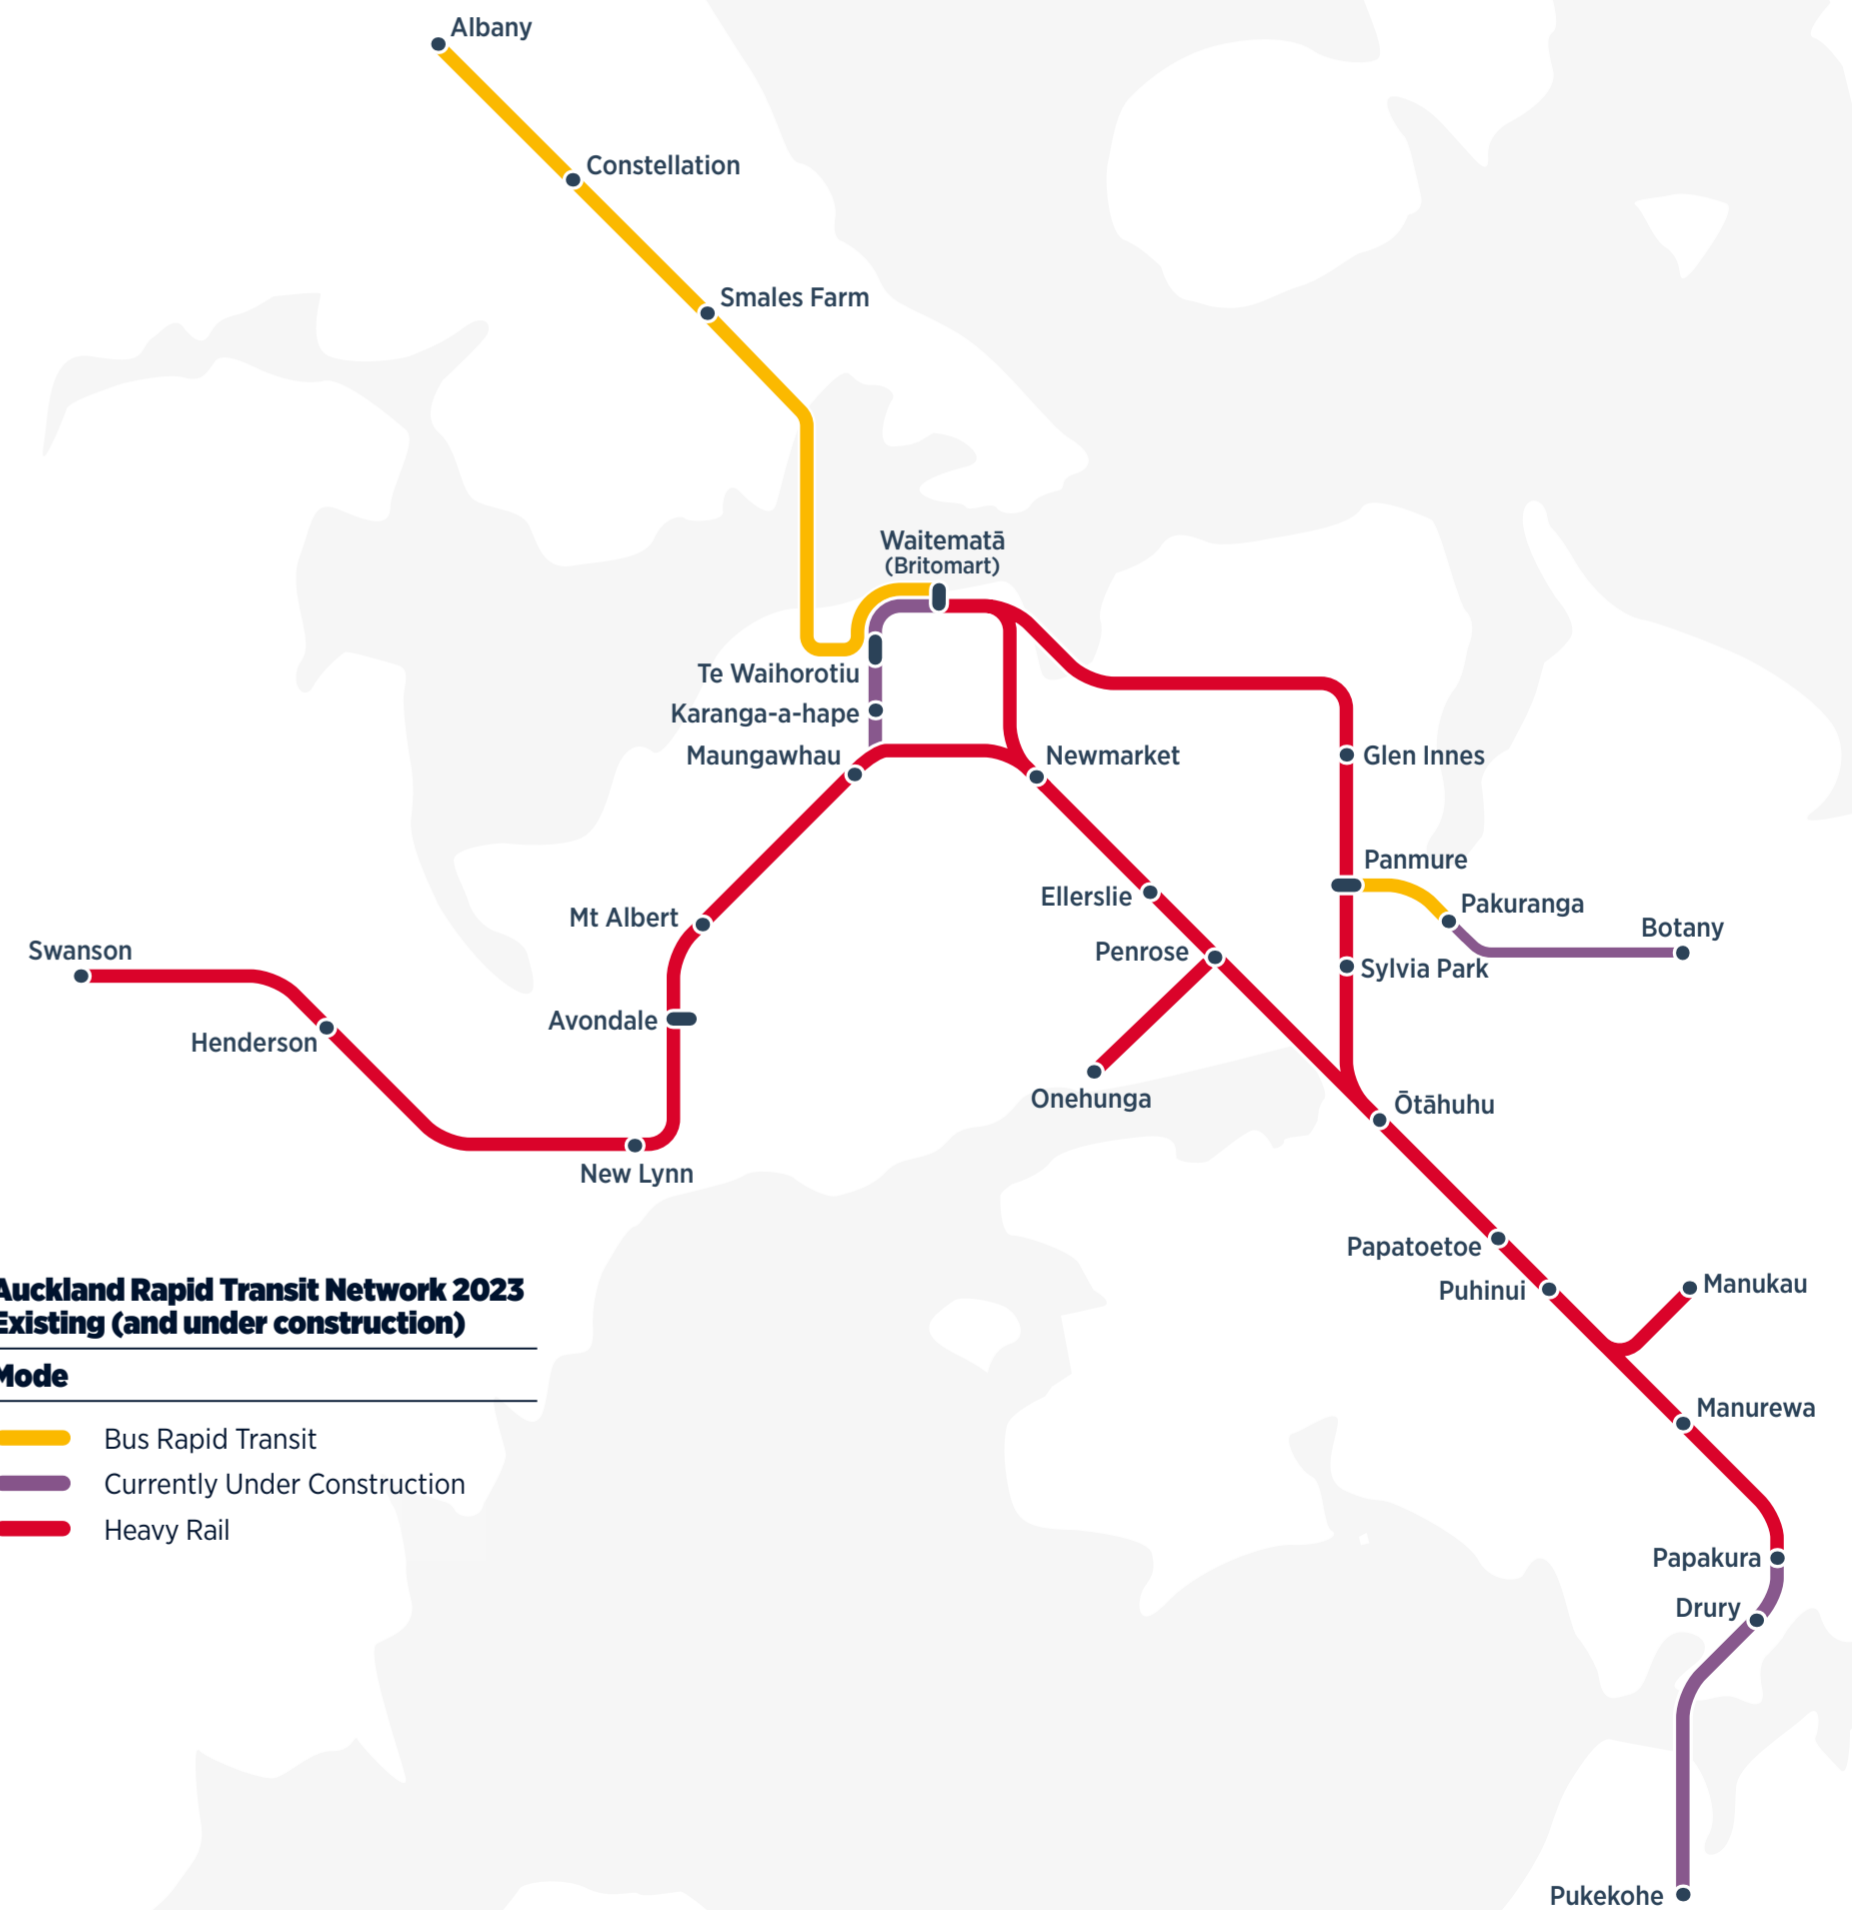 Albany
Constellation
Smales Farm
Waitematā
(Britomart)
Te Waihorotiu
Karanga-a-hape
Maungawhau
Newmarket
Glen Innes
Panmure
Ellerslie
Pakuranga
Mt Albert
Botany
Swanson
Penrose
Sylvia Park
Avondale
Henderson
Onehunga
Ōtāhuhu
New Lynn
Papatoetoe
Puhinui
Manukau
Auckland Rapid Transit Network 2023
Existing (and under construction)
Mode
Manurewa
Bus Rapid Transit
Currently Under Construction
Heavy Rail
Papakura
Drury
Pukekohe